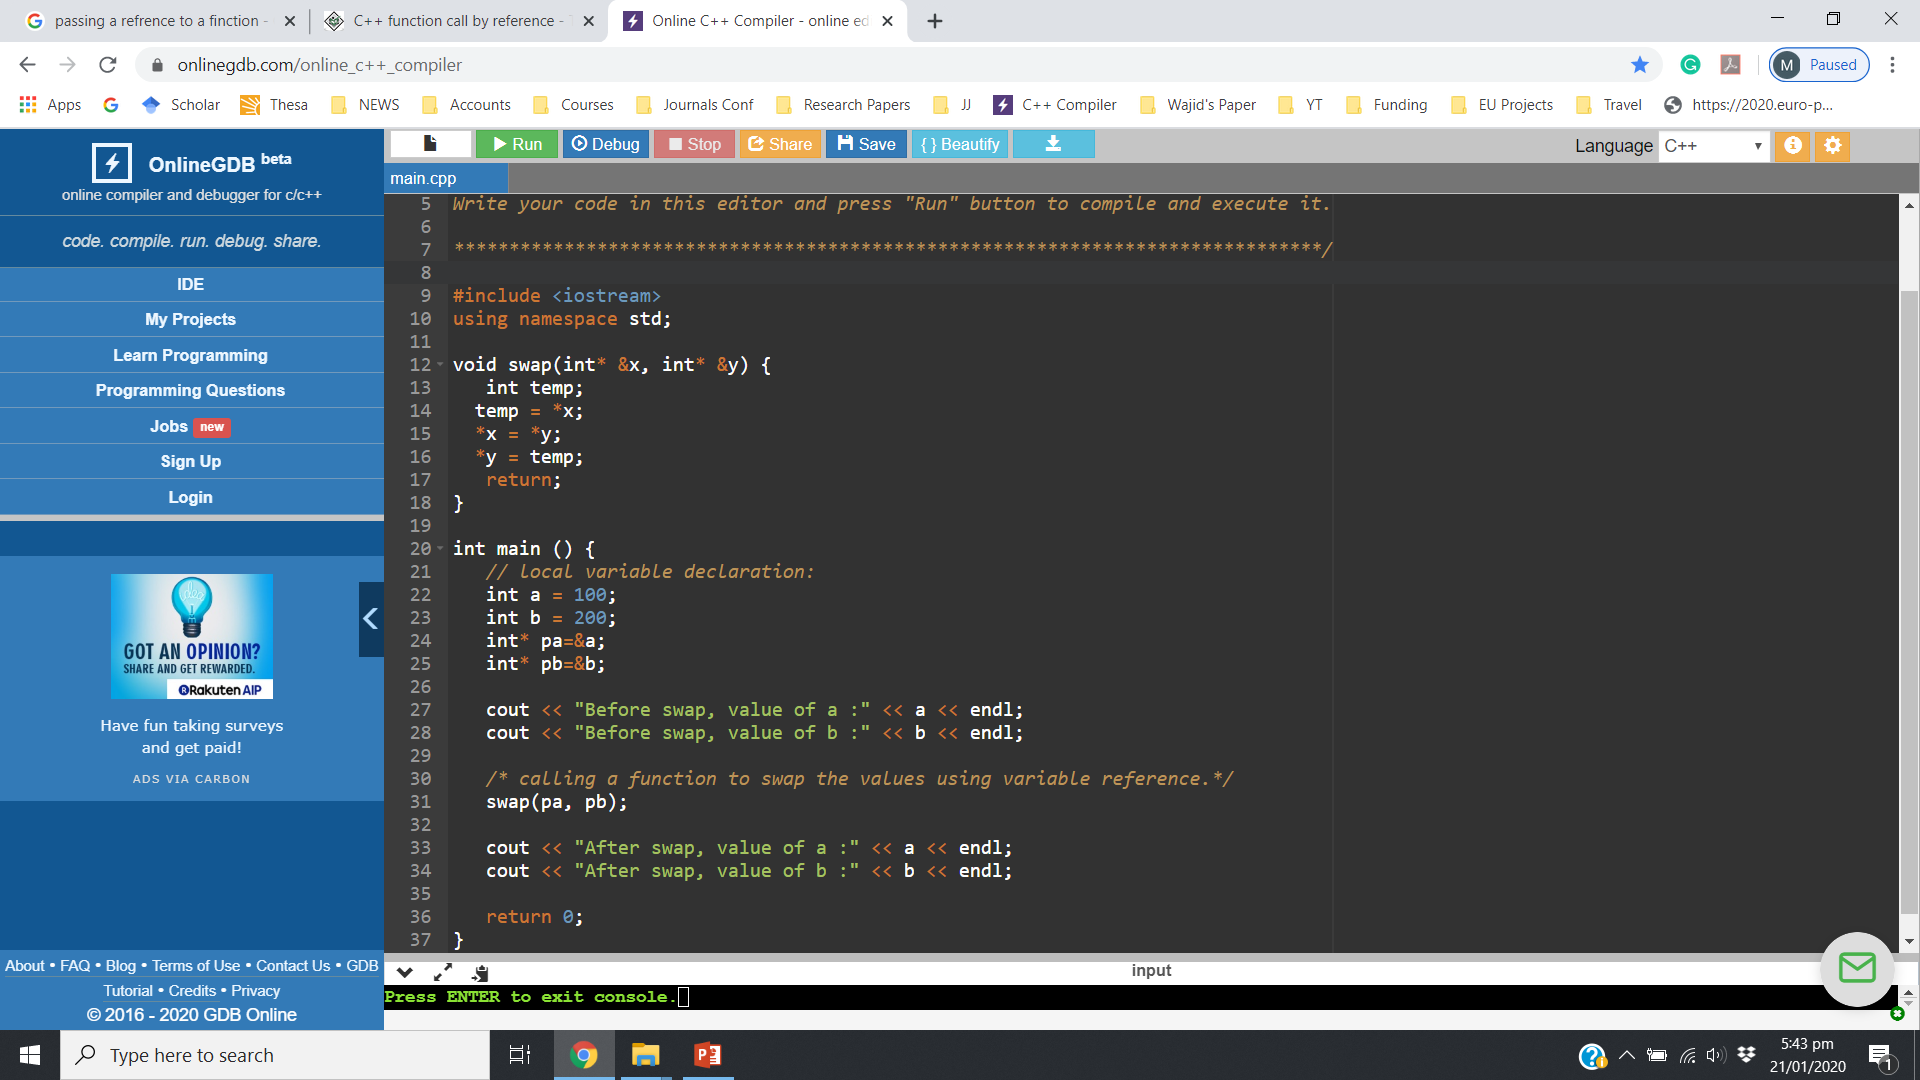 passing a refrence to a finction -
C++ function call by reference -
Online C++ Compiler - online ed
onlinegdb.com/online_c++_compiler
M Paused
Apps
Scholar
Thesa
NEWS
Accounts
Courses
Journals Conf
Research Papers
JJ
C++ Compiler
Wajid's Paper
YT
Funding
EU Projects
Travel
https://2020.euro-p...
OnlineGDB beta
online compiler and debugger for c/c++
code. compile. run. debug. share.
IDE
My Projects
Learn Programming
Programming Questions
Jobs new
Sign Up
Login
idea
GOT AN OPINION?
SHARE AND GET REWARDED.
Rakuten AIP
Have fun taking surveys
and get paid!
ADS VIA CARBON
About • FAQ • Blog • Terms of Use • Contact Us • GDB
Tutorial • Credits • Privacy
© 2016 - 2020 GDB Online
Run Debug Stop Share Save { } Beautify
Language C++
main.cpp
5 Write your code in this editor and press "Run" button to compile and execute it.
6
7 *******************************************************************************/
8
9 #include <iostream>
10 using namespace std;
11
12 void swap(int* &x, int* &y) {
13    int temp;
14   temp = *x;
15   *x = *y;
16   *y = temp;
17    return;
18 }
19
20 int main () {
21    // local variable declaration:
22    int a = 100;
23    int b = 200;
24    int* pa=&a;
25    int* pb=&b;
26
27    cout << "Before swap, value of a :" << a << endl;
28    cout << "Before swap, value of b :" << b << endl;
29
30    /* calling a function to swap the values using variable reference.*/
31    swap(pa, pb);
32
33    cout << "After swap, value of a :" << a << endl;
34    cout << "After swap, value of b :" << b << endl;
35
36    return 0;
37 }
input
Press ENTER to exit console.
Type here to search
5:43 pm
21/01/2020
1